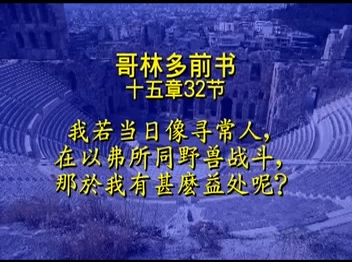 哥林多前书
十五章32节
我若当日像寻常人，
在以弗所同野兽战斗，
那於我有甚麽益处呢？